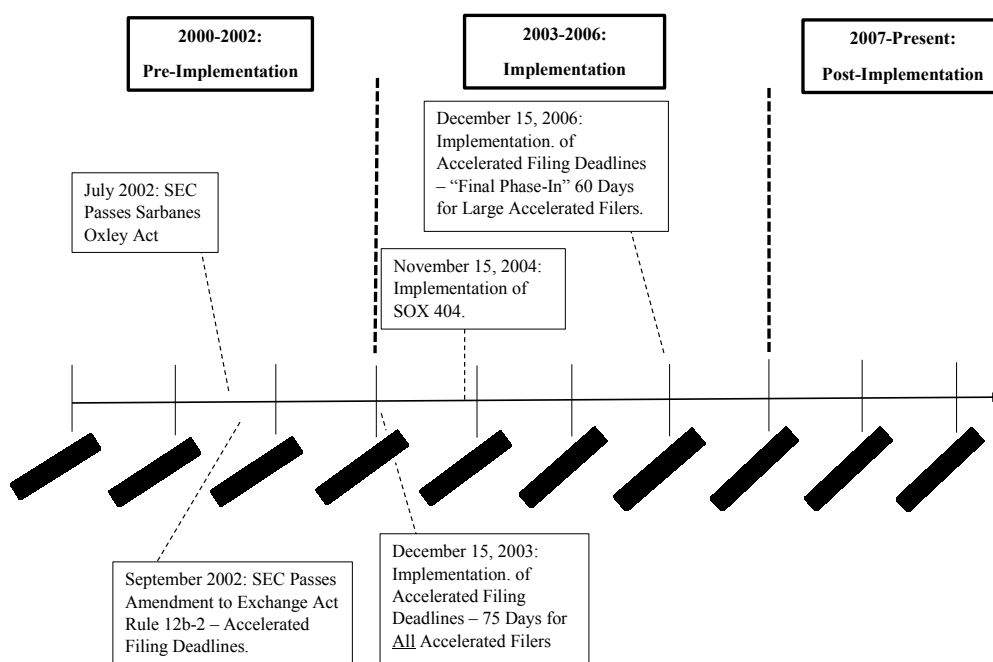 2000-2002:
Pre-Implementation
2003-2006:
Implementation
2007-Present:
Post-Implementation
December 15, 2006:
Implementation. of
Accelerated Filing Deadlines
– “Final Phase-In” 60 Days
for Large Accelerated Filers.
July 2002: SEC
Passes Sarbanes
Oxley Act
November 15, 2004:
Implementation of
SOX 404.
September 2002: SEC Passes
Amendment to Exchange Act
Rule 12b-2 – Accelerated
Filing Deadlines.
December 15, 2003:
Implementation. of
Accelerated Filing
Deadlines – 75 Days for
All Accelerated Filers